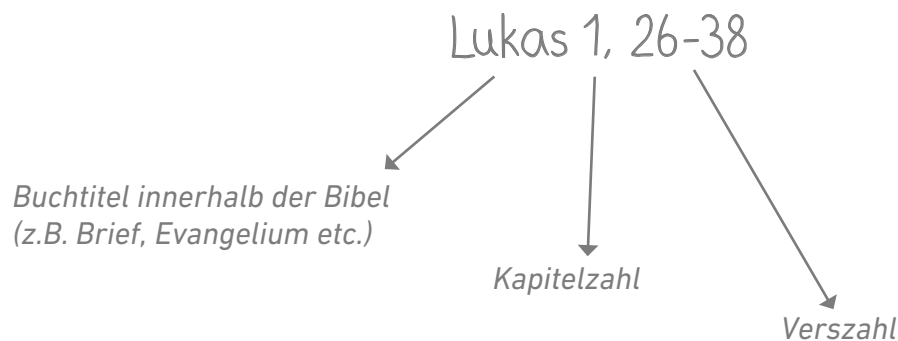 Lukas 1, 26-38
Buchtitel innerhalb der Bibel
(z.B. Brief, Evangelium etc.)
Kapitelzahl
Verszahl